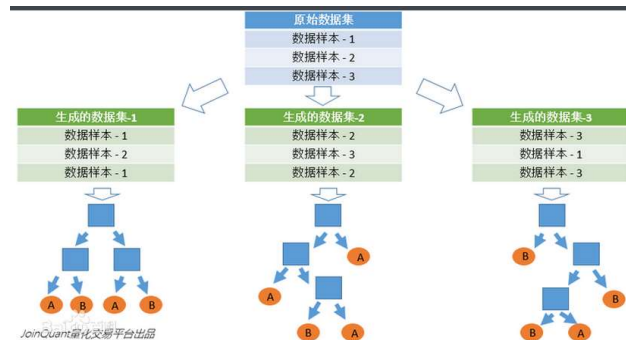 原始数据集
数据样本 - 1
数据样本 - 2
数据样本 - 3
生成的数据集-1
数据样本 - 1
数据样本 - 2
数据样本 - 1
生成的数据集-2
数据样本 - 2
数据样本 - 3
数据样本 - 2
生成的数据集-3
数据样本 - 3
数据样本 - 1
数据样本 - 3
A B A B
A
A
B A
B
B
B A
JoinQuant量化交易平台出品